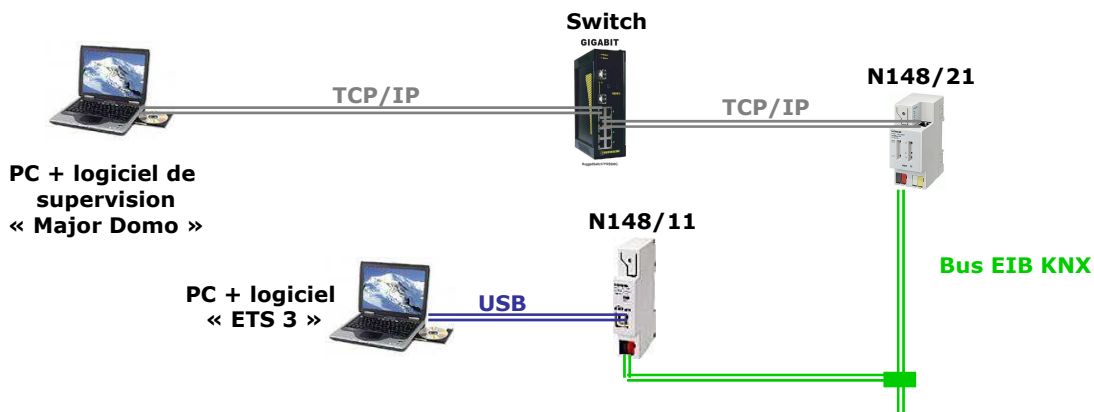 Switch
GIGABIT
N148/21
TCP/IP
TCP/IP
PC + logiciel de
supervision
« Major Domo »
N148/11
Bus EIB KNX
PC + logiciel
« ETS 3 »
USB